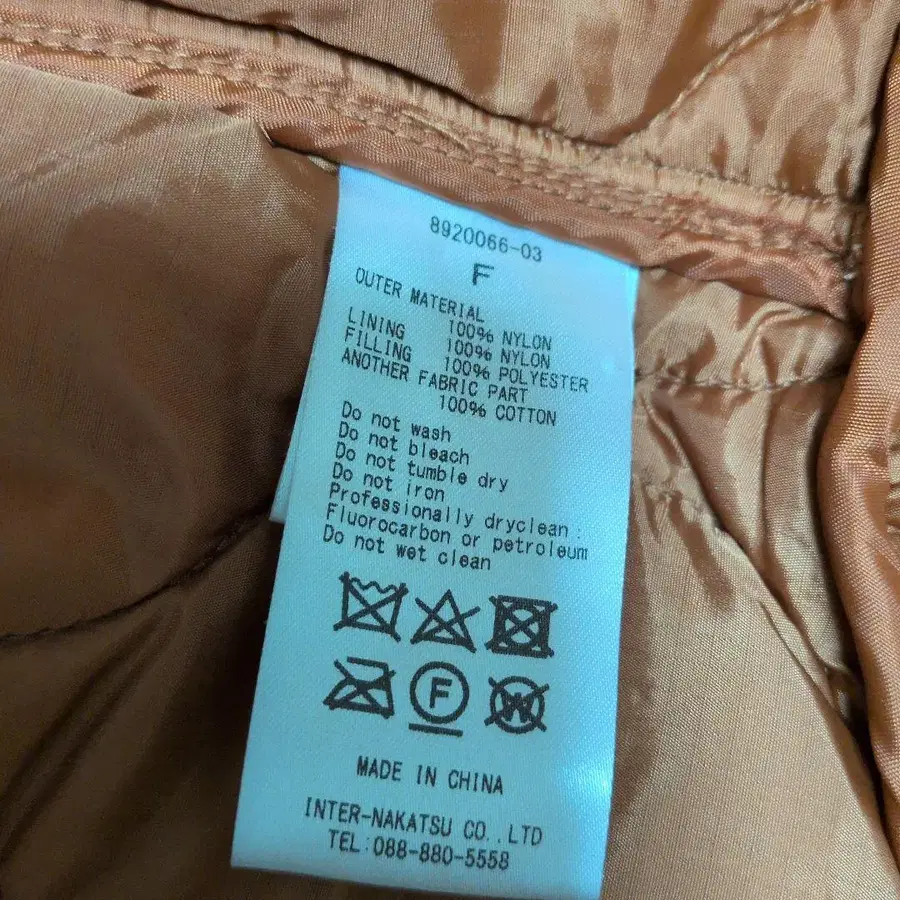 8920066-03
F
OUTER MATERIAL
100% NYLON
LINING 100% NYLON
FILLING 100% POLYESTER
ANOTHER FABRIC PART
100% COTTON
Do not wash
Do not bleach
Do not tumble dry
Do not iron
Professionally dryclean:
Fluorocarbon or petroleum
Do not wet clean
F
W
MADE IN CHINA
INTER-NAKATSU CO.,LTD
TEL:088-880-5558